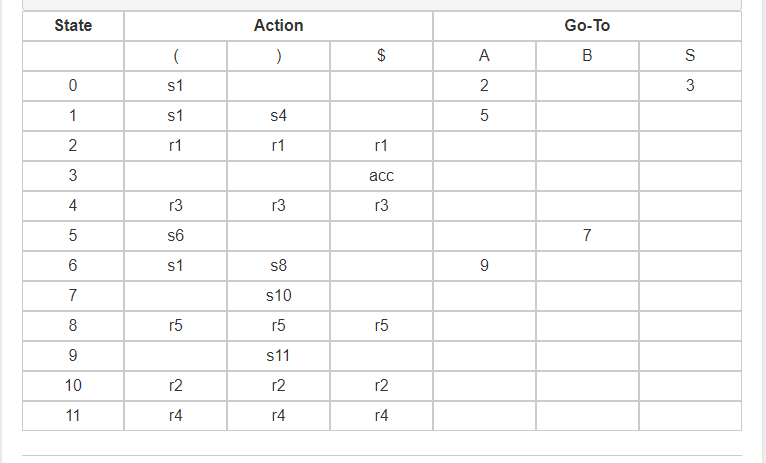 State Action Go-To
( ) $ A B S
0 s1 2 3
1 s1 s4 5
2 r1 r1 r1
3 acc
4 r3 r3 r3
5 s6 7
6 s1 s8 9
7 s10
8 r5 r5 r5
9 s11
10 r2 r2 r2
11 r4 r4 r4